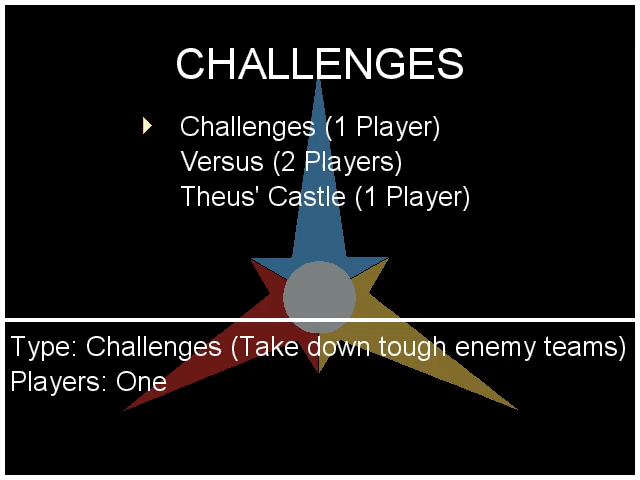 CHALLENGES
Challenges (1 Player)
Versus (2 Players)
Theus' Castle (1 Player)
Type: Challenges (Take down tough enemy teams)
Players: One